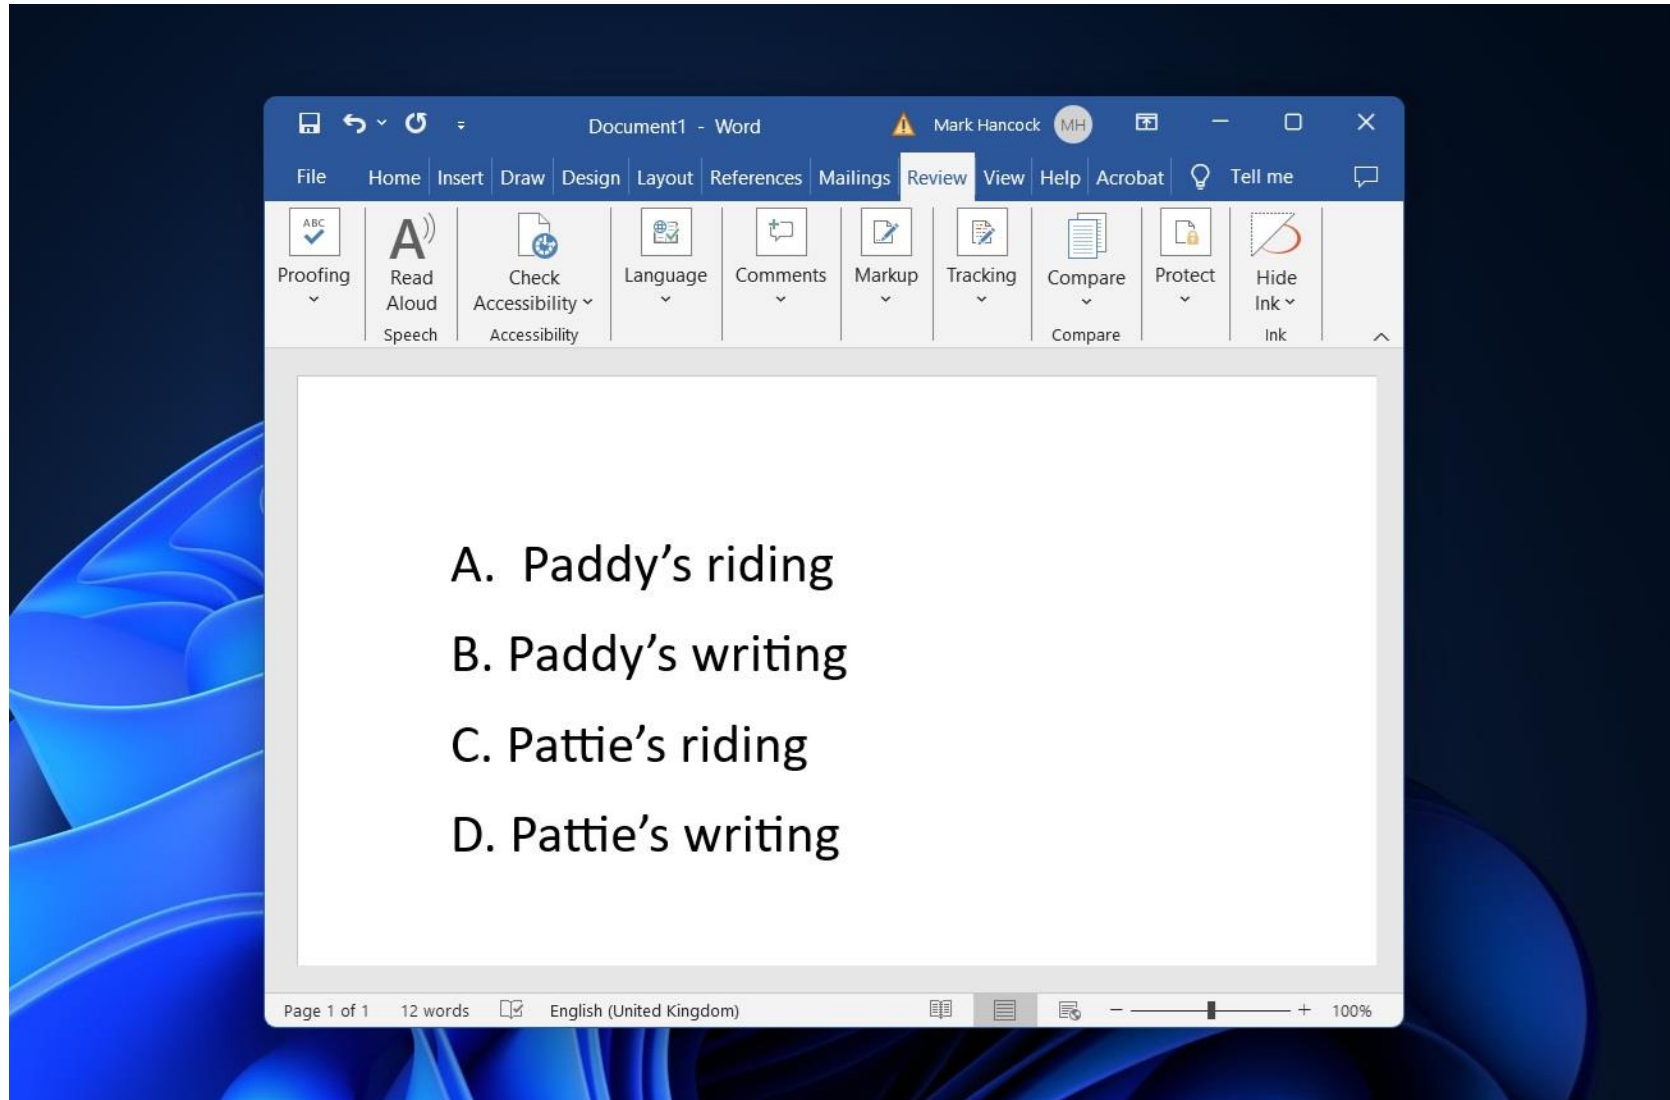 Document1 - Word Mark Hancock MH
File Home Insert Draw Design Layout References Mailings Review View Help Acrobat Tell me
ABC A
Proofing Read Aloud Check Accessibility Language Comments Markup Tracking Compare Protect Hide Ink
Speech Accessibility Compare Ink
A. Paddy’s riding
B. Paddy’s writing
C. Pattie’s riding
D. Pattie’s writing
Page 1 of 1 12 words English (United Kingdom) 100%